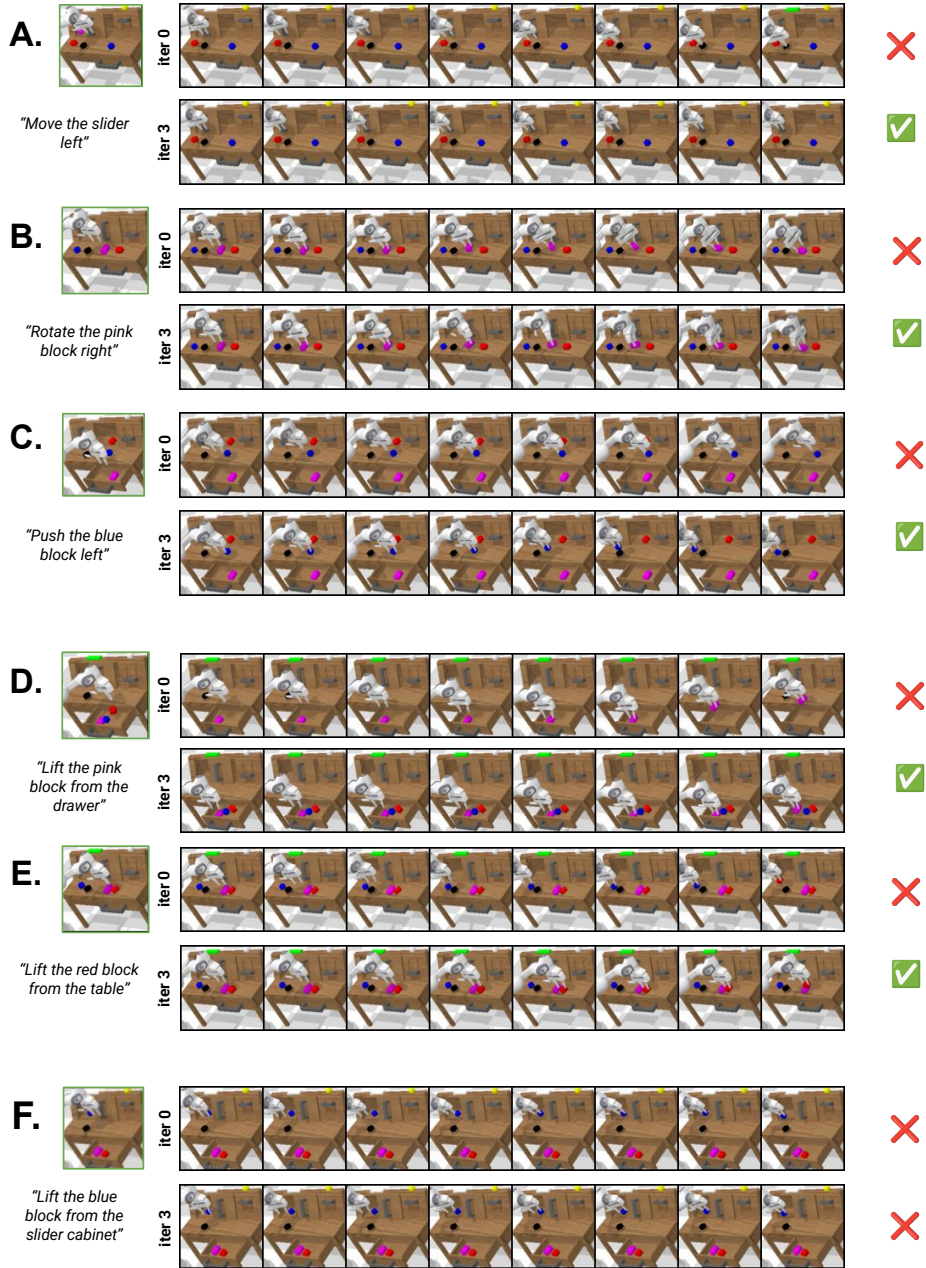 A.
iter 0
"Move the slider
left"
iter 3
B.
iter 0
"Rotate the pink
block right"
iter 3
C.
iter 0
"Push the blue
block left"
iter 3
D.
iter 0
"Lift the pink
block from the
drawer"
iter 3
E.
iter 0
"Lift the red block
from the table"
iter 3
F.
iter 0
"Lift the blue
block from the
slider cabinet"
iter 3